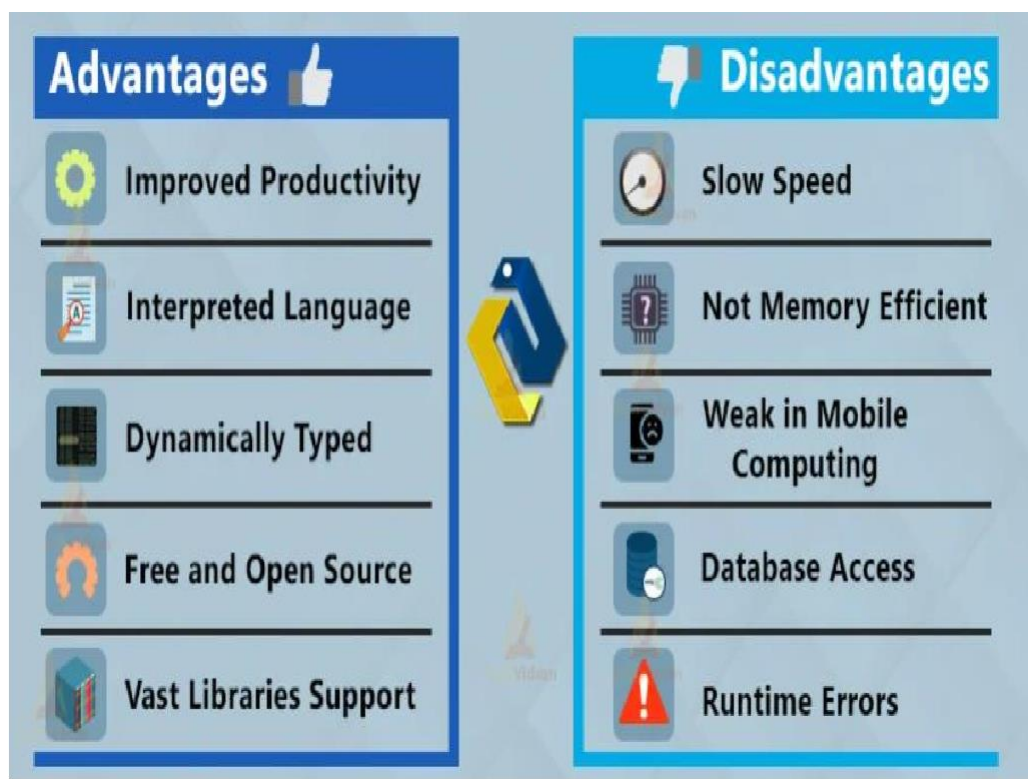 Advantages
Improved Productivity
Interpreted Language
Dynamically Typed
Free and Open Source
Vast Libraries Support
Disadvantages
Slow Speed
Not Memory Efficient
Weak in Mobile
Computing
Database Access
Runtime Errors